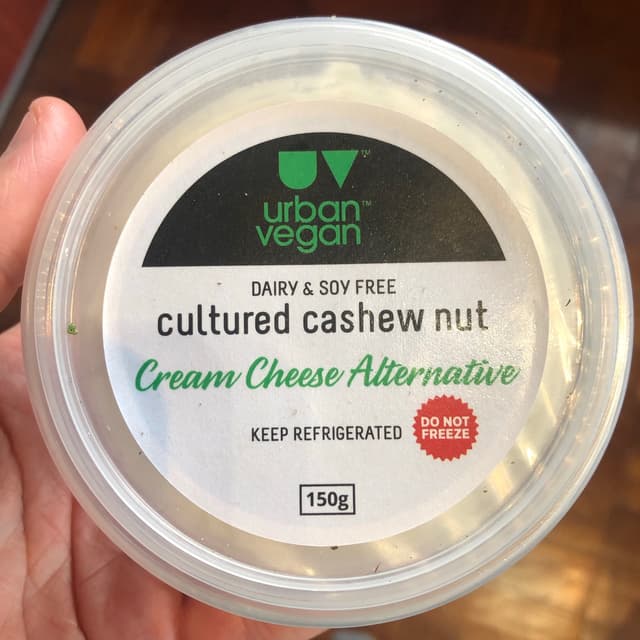 UV™
urban™
vegan
DAIRY & SOY FREE
cultured cashew nut
Cream Cheese Alternative
KEEP REFRIGERATED
DO NOT
FREEZE
150g